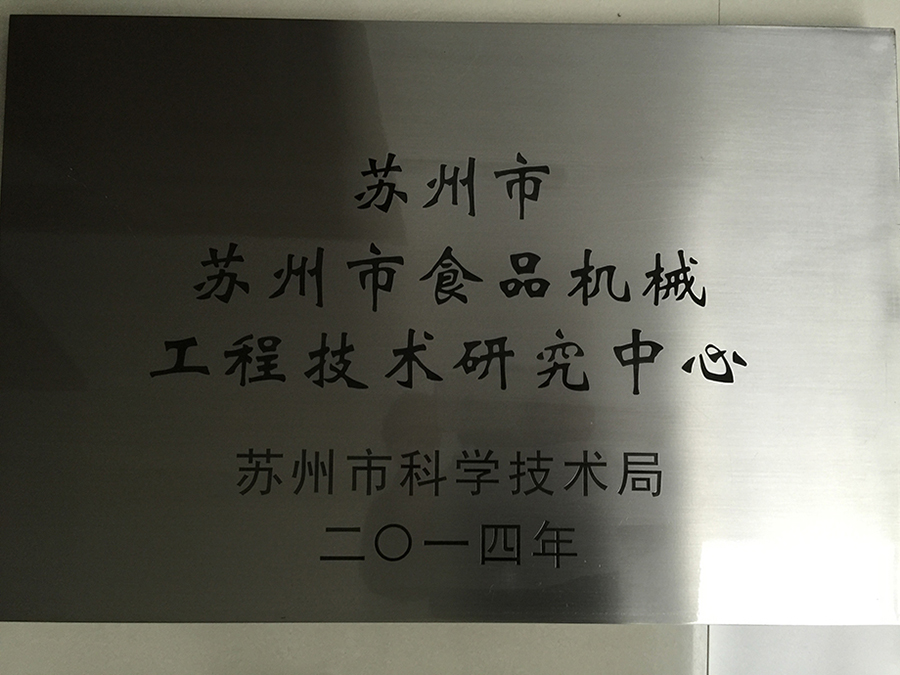 苏州市
苏州市食品机械
工程技术研究中心
苏州市科学技术局
二〇一四年